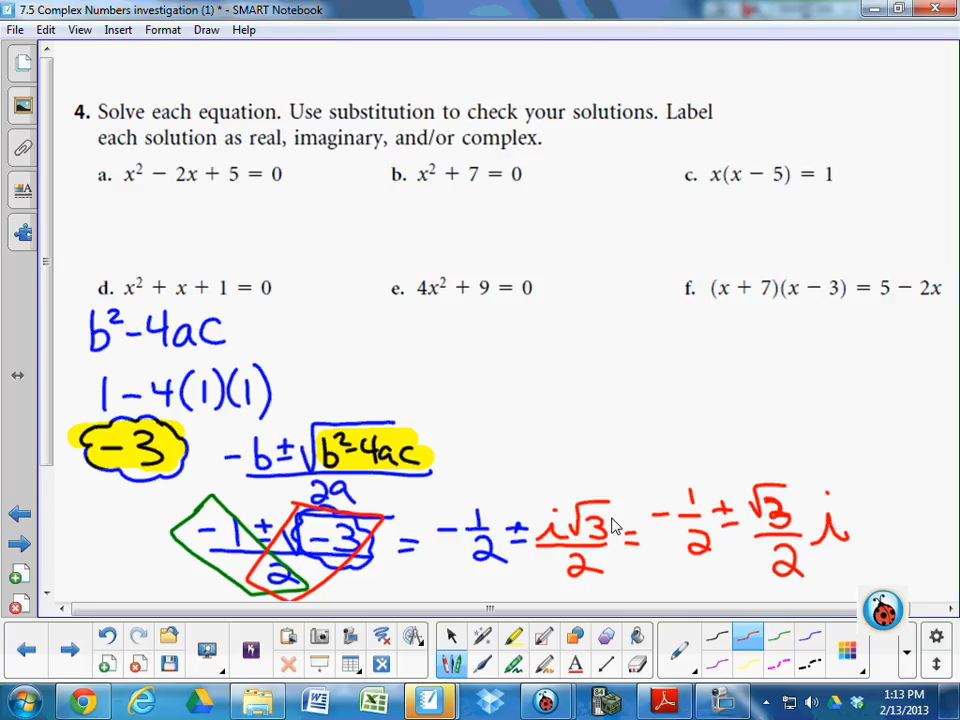 7.5 Complex Numbers investigation (1) * - SMART Notebook
File Edit View Insert Format Draw Help
4. Solve each equation. Use substitution to check your solutions. Label
each solution as real, imaginary, and/or complex.
a. x² − 2x + 5 = 0 b. x² + 7 = 0 c. x(x − 5) = 1
d. x² + x + 1 = 0 e. 4x² + 9 = 0 f. (x + 7)(x − 3) = 5 − 2x
b²-4ac
1-4(1)(1)
-3
-b±√(b²-4ac)/2a
-1±√-3/2 = -1/2 ± i√3/2 = -1/2 ± √3/2 i
1:13 PM
2/13/2013